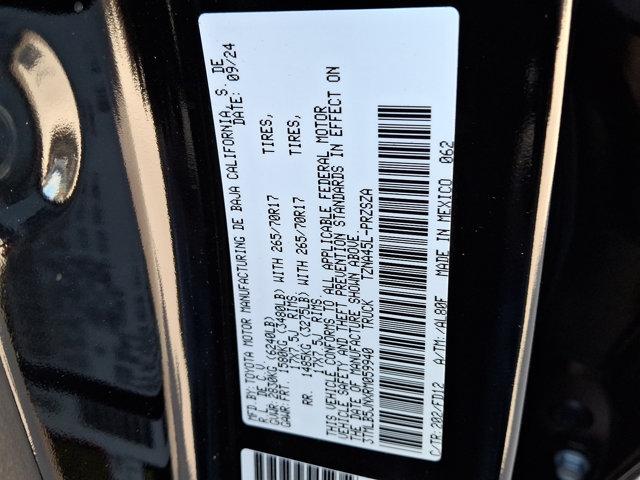 MFD.BY:TOYOTA MOTOR MANUFACTURING DE BAJA CALIFORNIA, S. DE
R.L. DE C.V. DATE: 09/24
GVWR:2830KG(6240LB)
GAWR:FRT. 1580KG (3480LB) WITH 265/70R17 TIRES,
17X7.5J RIMS,
RR. 1485KG (3275LB) WITH 265/70R17 TIRES,
17X7.5J RIMS.
THIS VEHICLE CONFORMS TO ALL APPLICABLE FEDERAL MOTOR
VEHICLE SAFETY AND THEFT PREVENTION STANDARDS IN EFFECT ON
THE DATE OF MANUFACTURE SHOWN ABOVE.
TRUCK TZMA45L-PRZSZA
C/TR:202/FD12 A/TM:/AL80F MADE IN MEXICO 062